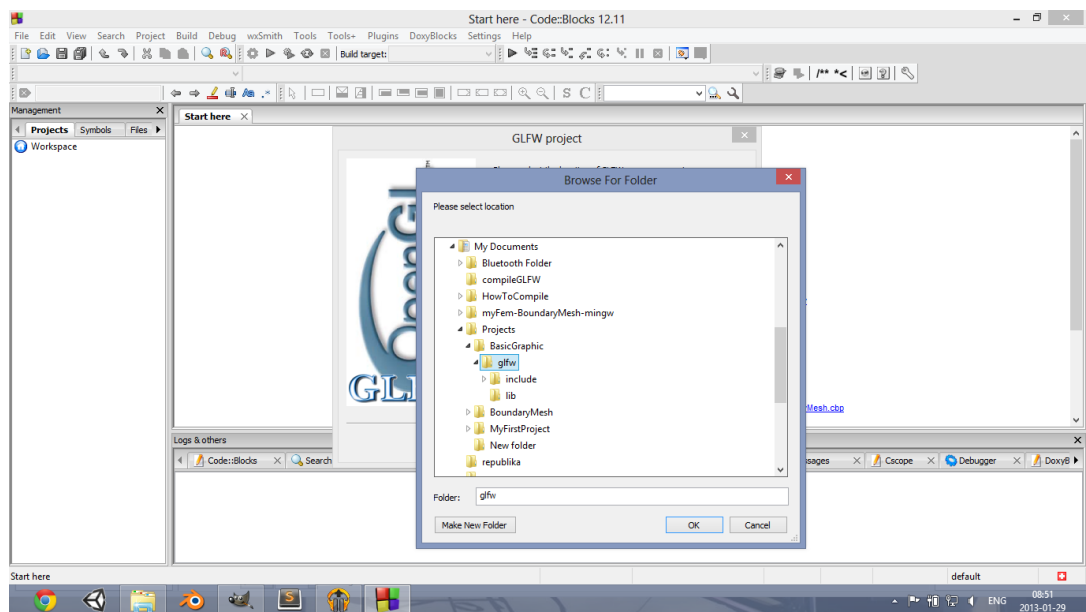 Start here - Code::Blocks 12.11
File Edit View Search Project Build Debug wxSmith Tools Tools+ Plugins DoxyBlocks Settings Help
Build target:
/** *<
S C
Management
Start here
Projects Symbols Files
Workspace
GLFW project
Browse For Folder
Please select location
My Documents
Bluetooth Folder
compileGLFW
HowToCompile
myFem-BoundaryMesh-mingw
Projects
BasicGraphic
glfw
include
lib
BoundaryMesh
MyFirstProject
New folder
republika
Mesh.cbp
Logs & others
Code::Blocks Search
sages Cscope Debugger DoxyB
Folder: glfw
Make New Folder OK Cancel
Start here default
ENG 08:51
2013-01-29